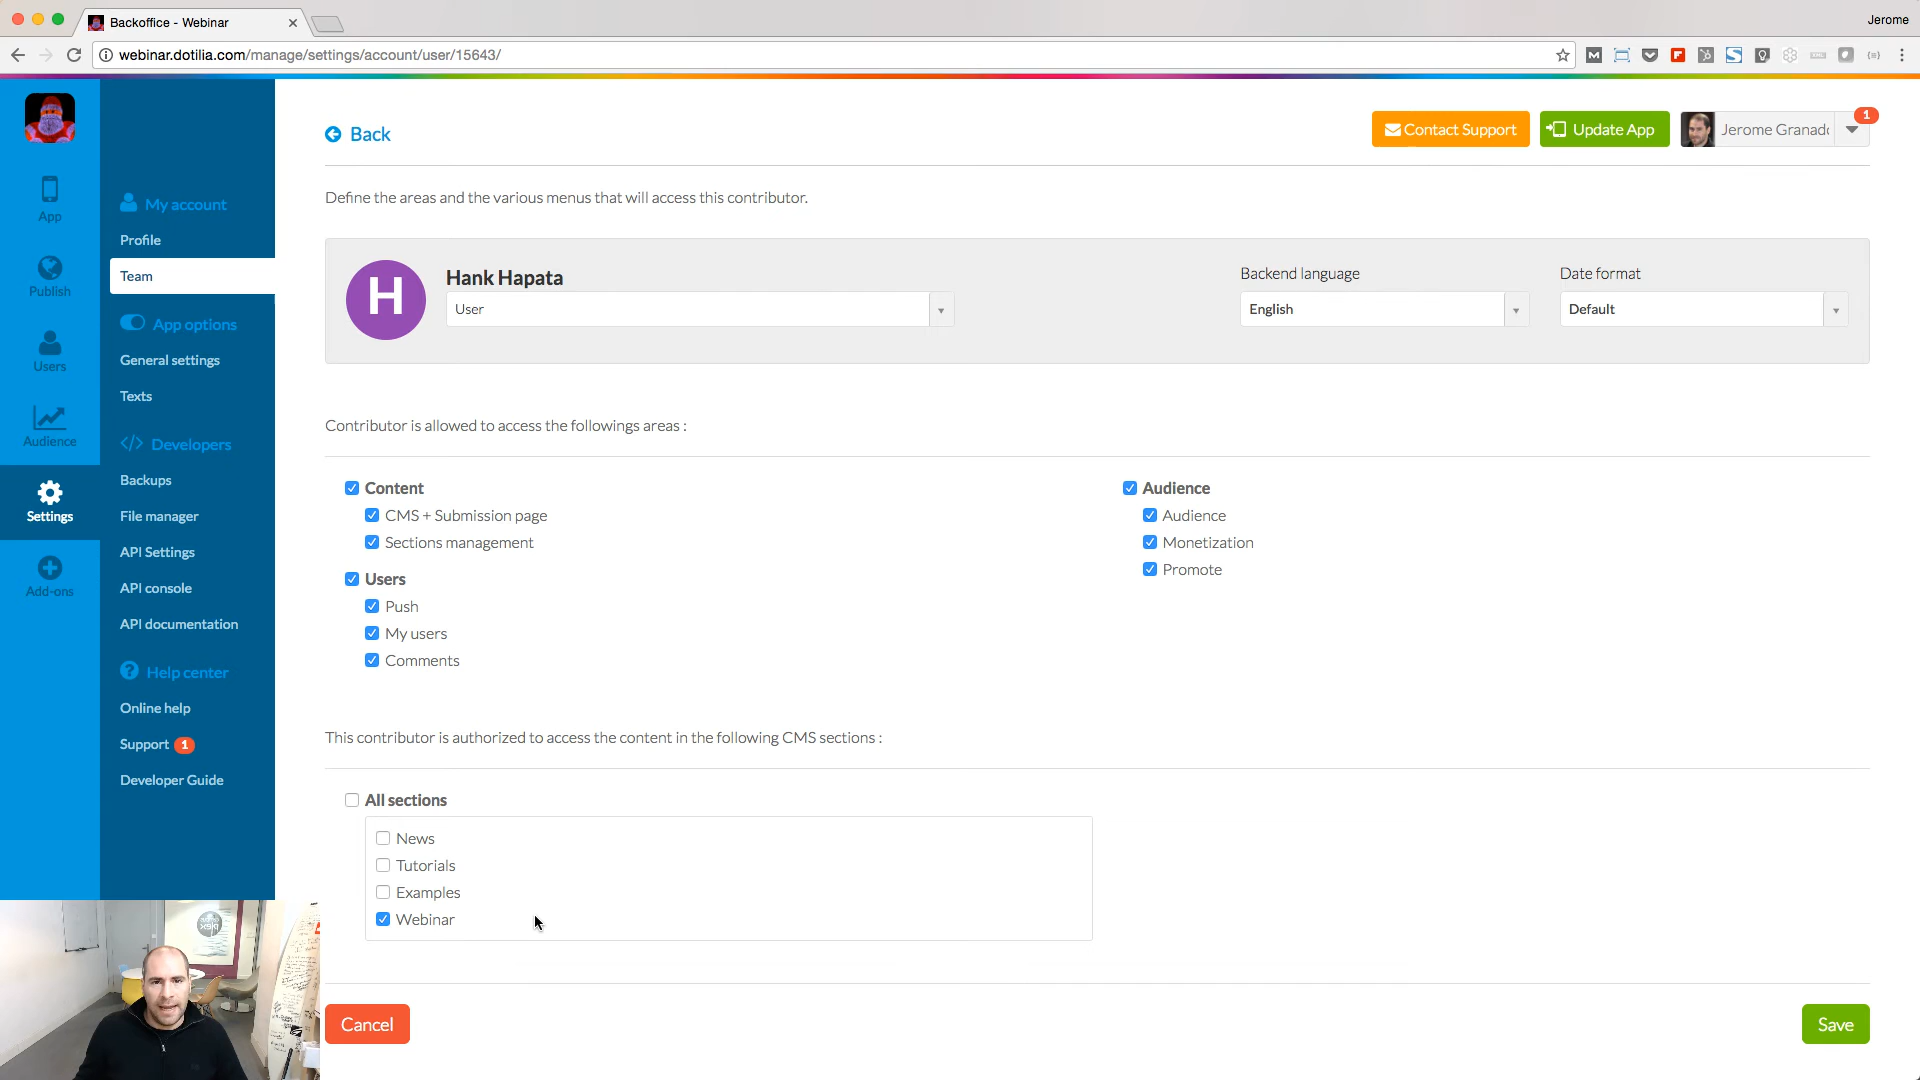 Backoffice - Webinar
Jerome
webinar.dotilia.com/manage/settings/account/user/15643/
Back
Contact Support
Update App
Jerome Granad
1
Define the areas and the various menus that will access this contributor.
App
Publish
Users
Audience
Settings
Add-ons
My account
Profile
Team
App options
General settings
Texts
</> Developers
Backups
File manager
API Settings
API console
API documentation
Help center
Online help
Support 1
Developer Guide
H
Hank Hapata
User
Backend language
English
Date format
Default
Contributor is allowed to access the followings areas :
Content
CMS + Submission page
Sections management
Users
Push
My users
Comments
Audience
Audience
Monetization
Promote
This contributor is authorized to access the content in the following CMS sections :
All sections
News
Tutorials
Examples
Webinar
Cancel
Save